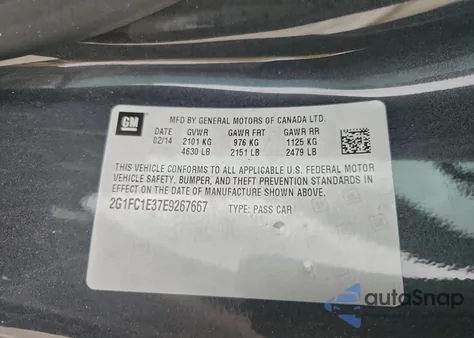 GM
MFD BY GENERAL MOTORS OF CANADA LTD.
DATE GVWR GAWR FRT GAWR RR
02/14 2101 KG 976 KG 1125 KG
4630 LB 2151 LB 2479 LB
THIS VEHICLE CONFORMS TO ALL APPLICABLE U.S. FEDERAL MOTOR
VEHICLE SAFETY, BUMPER, AND THEFT PREVENTION STANDARDS IN
EFFECT ON THE DATE OF MANUFACTURE SHOWN ABOVE.
2G1FC1E37E9267667 TYPE: PASS CAR
autoSnap